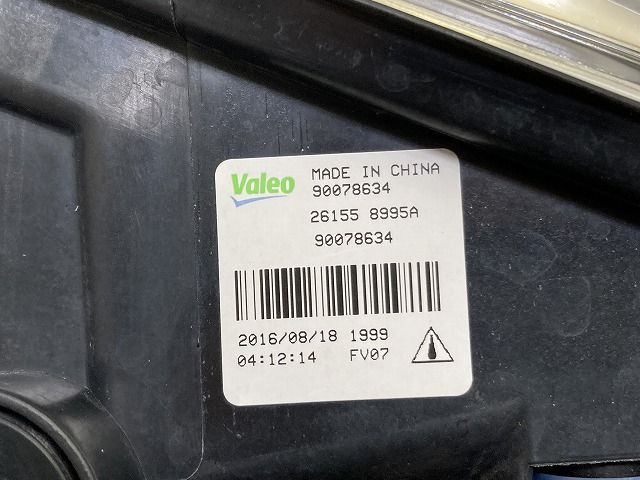 Valeo MADE IN CHINA
90078634
26155 8995A
90078634
2016/08/18 1999
04:12:14 FV07